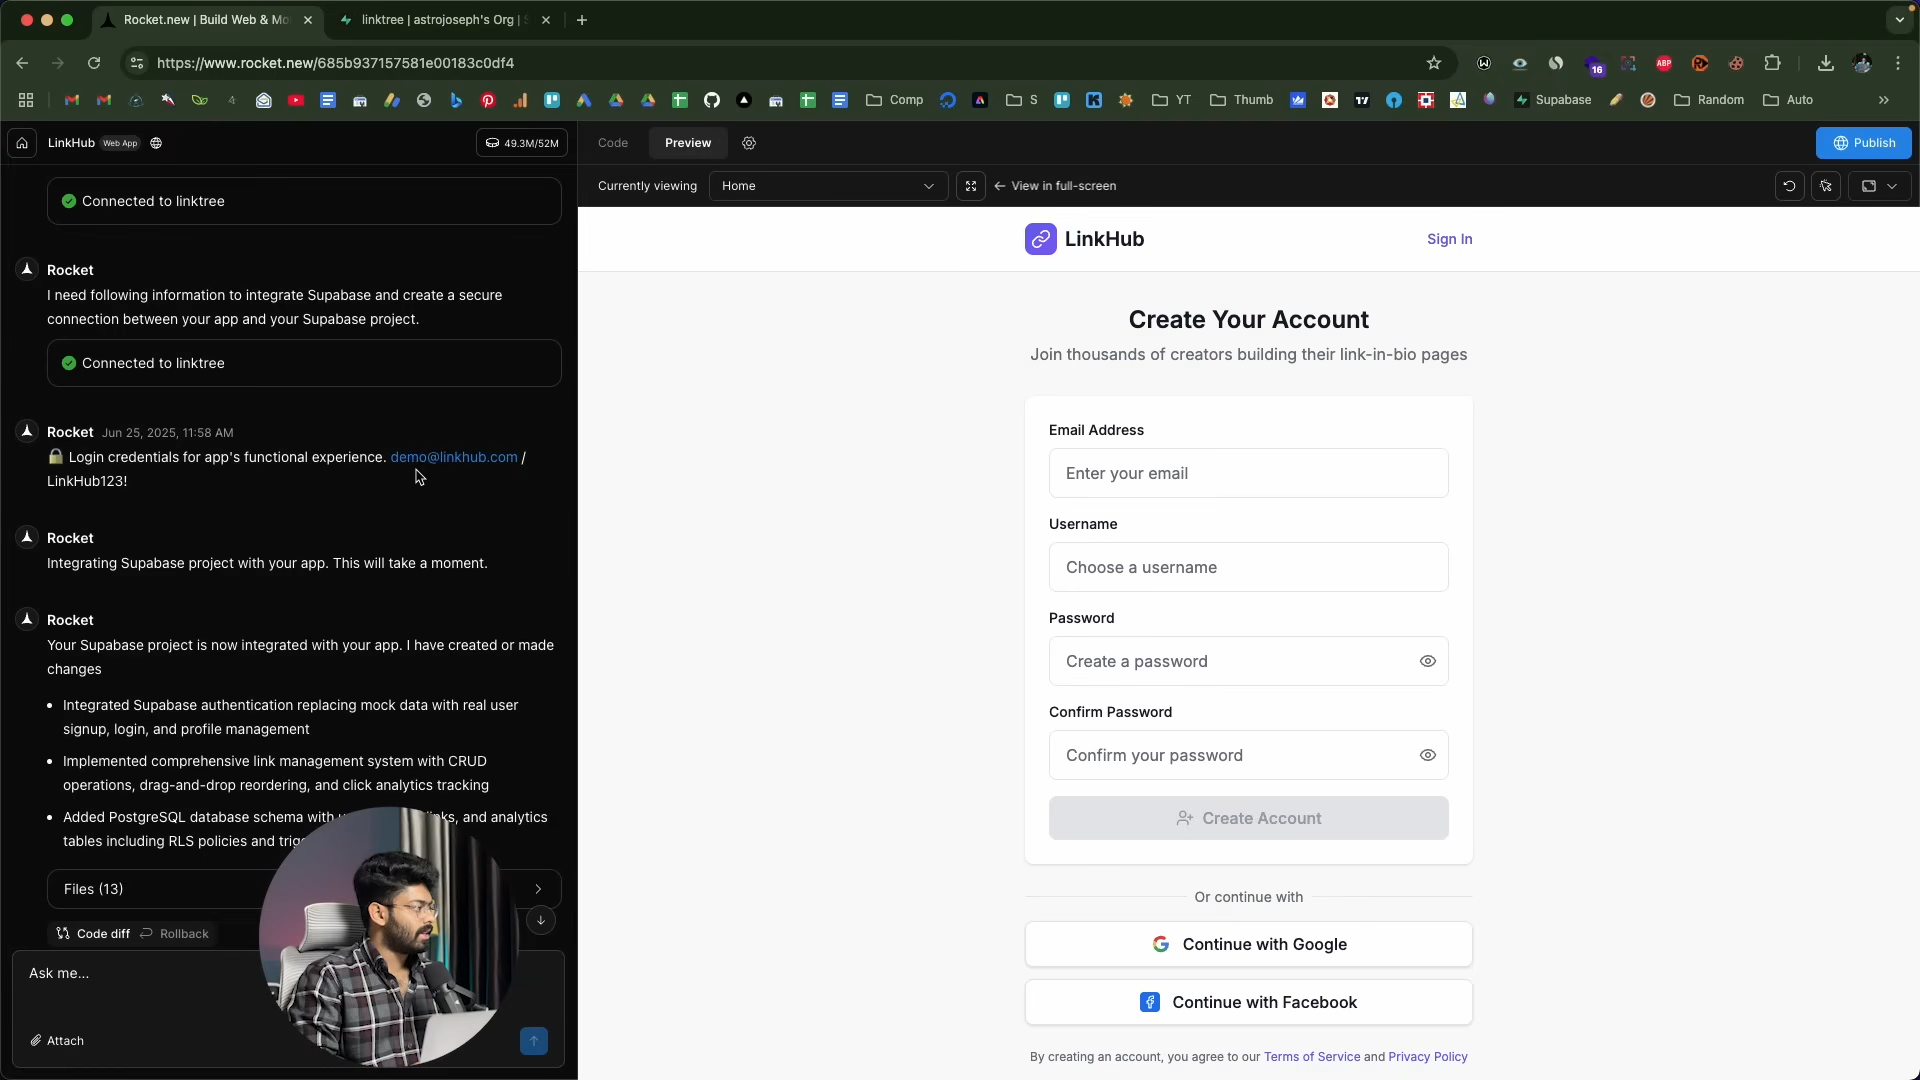 Rocket.new | Build Web & Mo
linktree | astrojoseph's Org |
https://www.rocket.new/685b937157581e00183c0df4
16
ABP
Comp
S
YT
Thumb
Supabase
Random
Auto
LinkHub
Web App
49.3M/52M
Code
Preview
Publish
Connected to linktree
Currently viewing
Home
View in full-screen
Rocket
I need following information to integrate Supabase and create a secure
connection between your app and your Supabase project.
Connected to linktree
Rocket Jun 25, 2025, 11:58 AM
Login credentials for app's functional experience. demo@linkhub.com /
LinkHub123!
Rocket
Integrating Supabase project with your app. This will take a moment.
Rocket
Your Supabase project is now integrated with your app. I have created or made
changes
• Integrated Supabase authentication replacing mock data with real user
signup, login, and profile management
• Implemented comprehensive link management system with CRUD
operations, drag-and-drop reordering, and click analytics tracking
• Added PostgreSQL database schema with and analytics
tables including RLS policies and
Files (13)
Code diff
Rollback
Ask me...
Attach
LinkHub
Sign In
Create Your Account
Join thousands of creators building their link-in-bio pages
Email Address
Enter your email
Username
Choose a username
Password
Create a password
Confirm Password
Confirm your password
Create Account
Or continue with
Continue with Google
Continue with Facebook
By creating an account, you agree to our Terms of Service and Privacy Policy